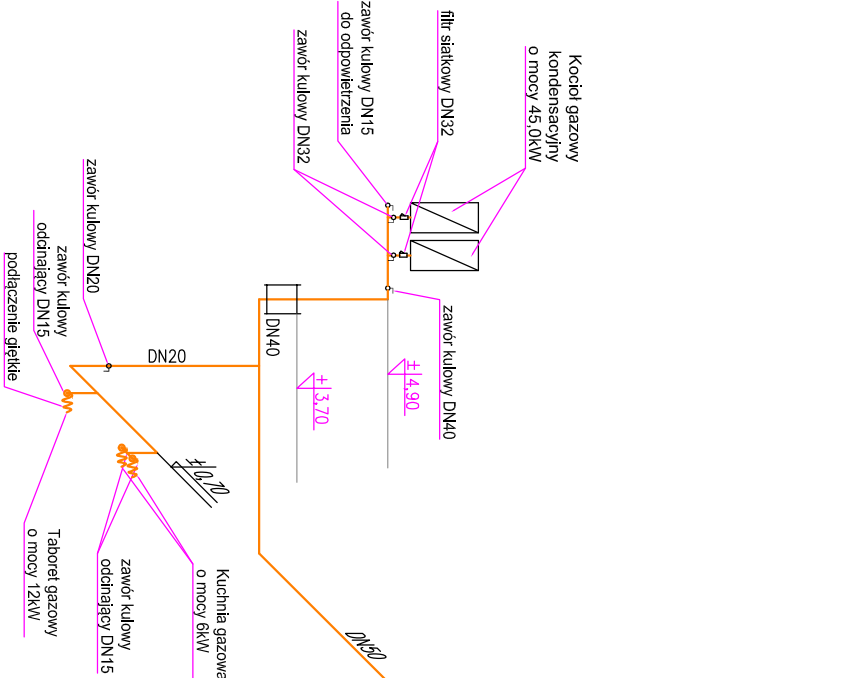 Kocioł gazowy
kondensacyjny
o mocy 45,0kW
filtr siatkowy DN32
zawór kulowy DN15
do odpowietrzenia
zawór kulowy DN32
zawór kulowy DN40
± 4,90
± 3,70
DN40
DN20
zawór kulowy DN20
zawór kulowy
odcinający DN15
podłączenie giętkie
±0,70
DN50
Kuchnia gazowa
o mocy 6kW
zawór kulowy
odcinający DN15
Taboret gazowy
o mocy 12kW